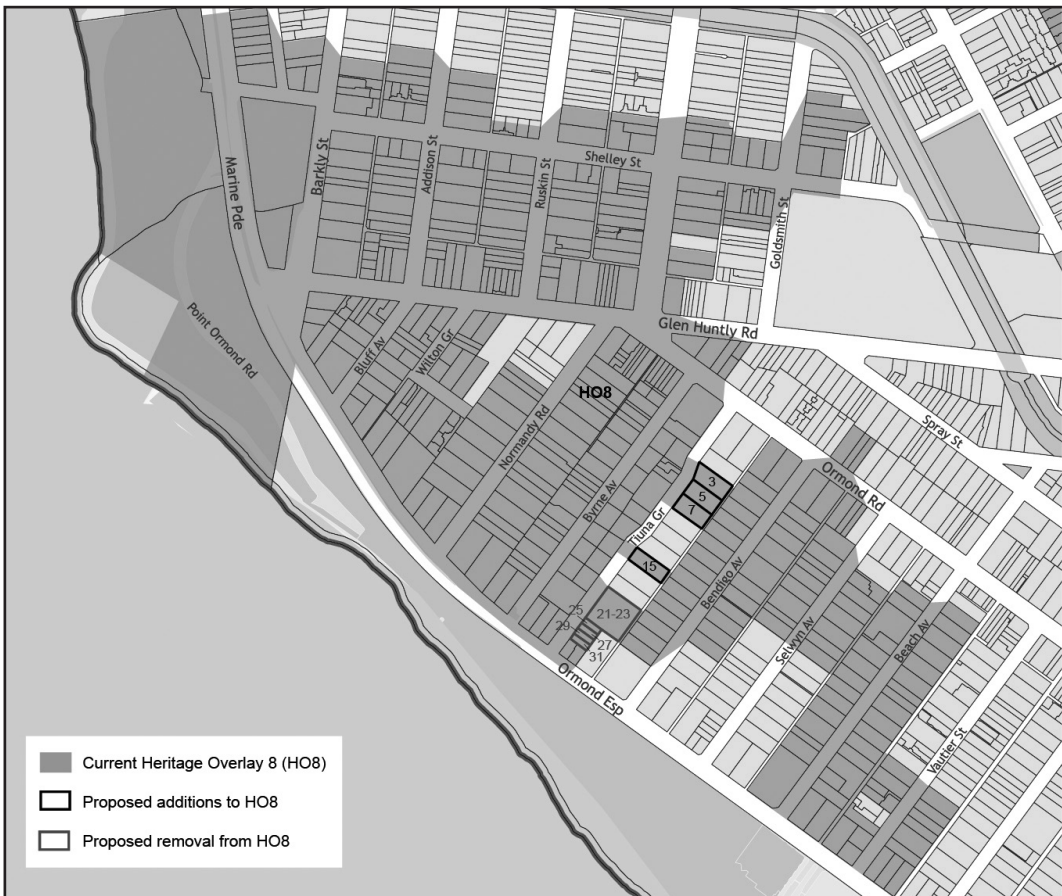 Marine Pde
Barkly St
Addison St
Ruskin St
Shelley St
Goldsmith St
Point Ormond Rd
Bluff Av
Wilton Gr
Glen Huntly Rd
HO8
Normandy Rd
Byrne Av
Spray St
Ormond Rd
3
5
7
Tiuna Gr
15
Bendigo Av
21-23
25
29
27
31
Selwyn Av
Beach Av
Ormond Esp
Vautier St
Current Heritage Overlay 8 (HO8)
Proposed additions to HO8
Proposed removal from HO8